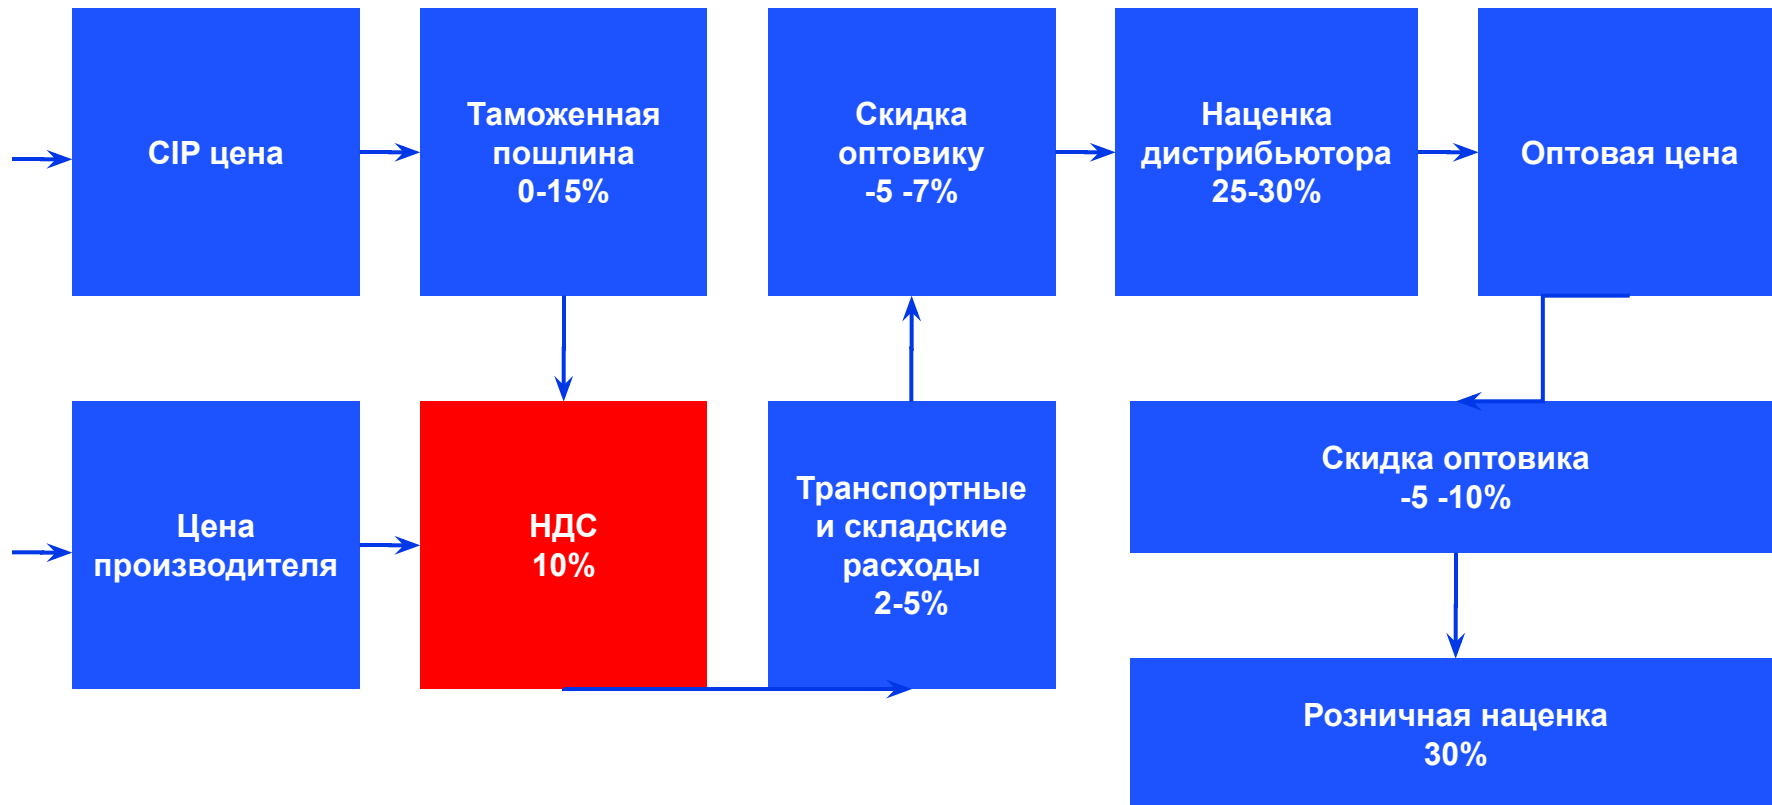 CIP цена
Таможенная
пошлина
0-15%
Скидка
оптовику
-5 -7%
Наценка
дистрибьютора
25-30%
Оптовая цена
Цена
производителя
НДС
10%
Транспортные
и складские
расходы
2-5%
Скидка оптовика
-5 -10%
Розничная наценка
30%